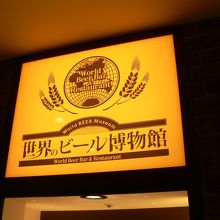 World
Beer Bar
Restaurant
World BEER Museum
世界のビール博物館
World Beer Bar & Restaurant